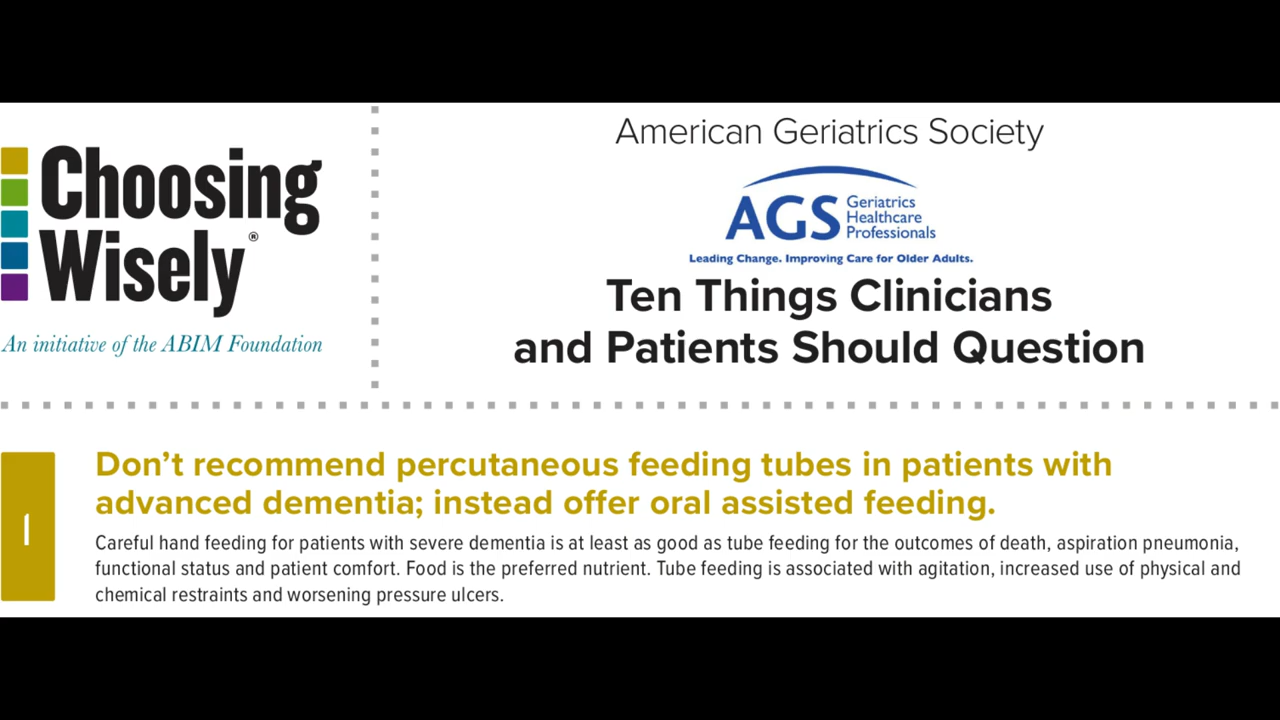 Choosing
Wisely®
An initiative of the ABIM Foundation
American Geriatrics Society
AGS Geriatrics
Healthcare
Professionals
Leading Change. Improving Care for Older Adults.
Ten Things Clinicians
and Patients Should Question
1
Don’t recommend percutaneous feeding tubes in patients with
advanced dementia; instead offer oral assisted feeding.
Careful hand feeding for patients with severe dementia is at least as good as tube feeding for the outcomes of death, aspiration pneumonia,
functional status and patient comfort. Food is the preferred nutrient. Tube feeding is associated with agitation, increased use of physical and
chemical restraints and worsening pressure ulcers.